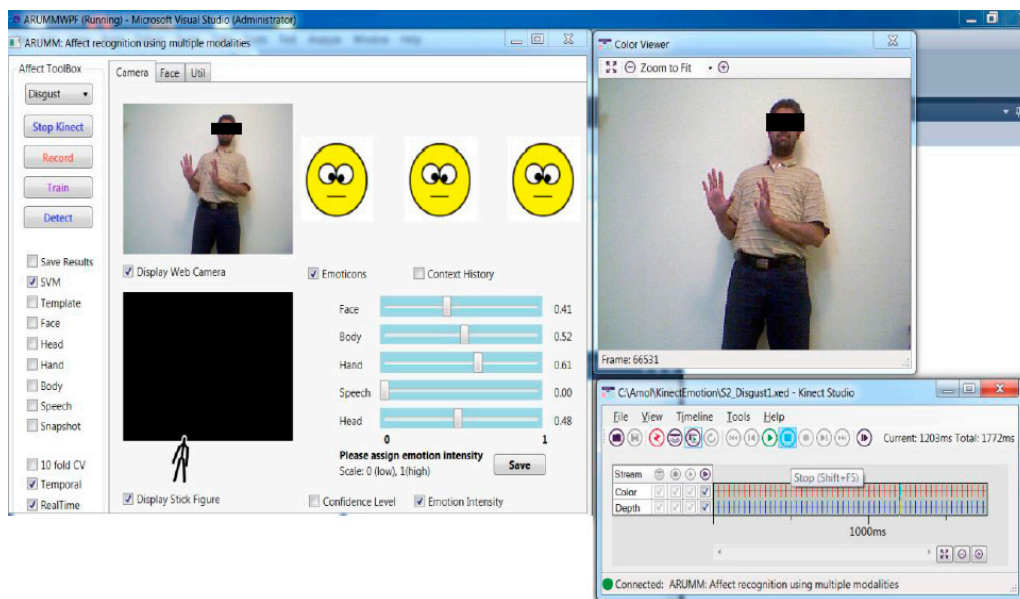 ARUMMWPF (Running) - Microsoft Visual Studio (Administrator)
ARUMM: Affect recognition using multiple modalities
Test Analyze Window Help
Affect ToolBox
Disgust
Stop Kinect
Record
Train
Detect
Save Results
SVM
Template
Face
Head
Hand
Body
Speech
Snapshot
10 fold CV
Temporal
RealTime
Camera Face Util
Display Web Camera
Emoticons
Context History
Face 0.41
Body 0.52
Hand 0.61
Speech 0.00
Head 0.48
0 1
Please assign emotion intensity
Scale: 0 (low), 1(high)
Save
Display Stick Figure
Confidence Level
Emotion Intensity
Color Viewer
Zoom to Fit
Frame: 66531
C:\Amol\KinectEmotion\S2_Disgust1.xed - Kinect Studio
File View Timeline Tools Help
Current: 1203ms Total: 1772ms
Stream
Stop (Shift+F5)
Color
Depth
1000ms
Connected: ARUMM: Affect recognition using multiple modalities